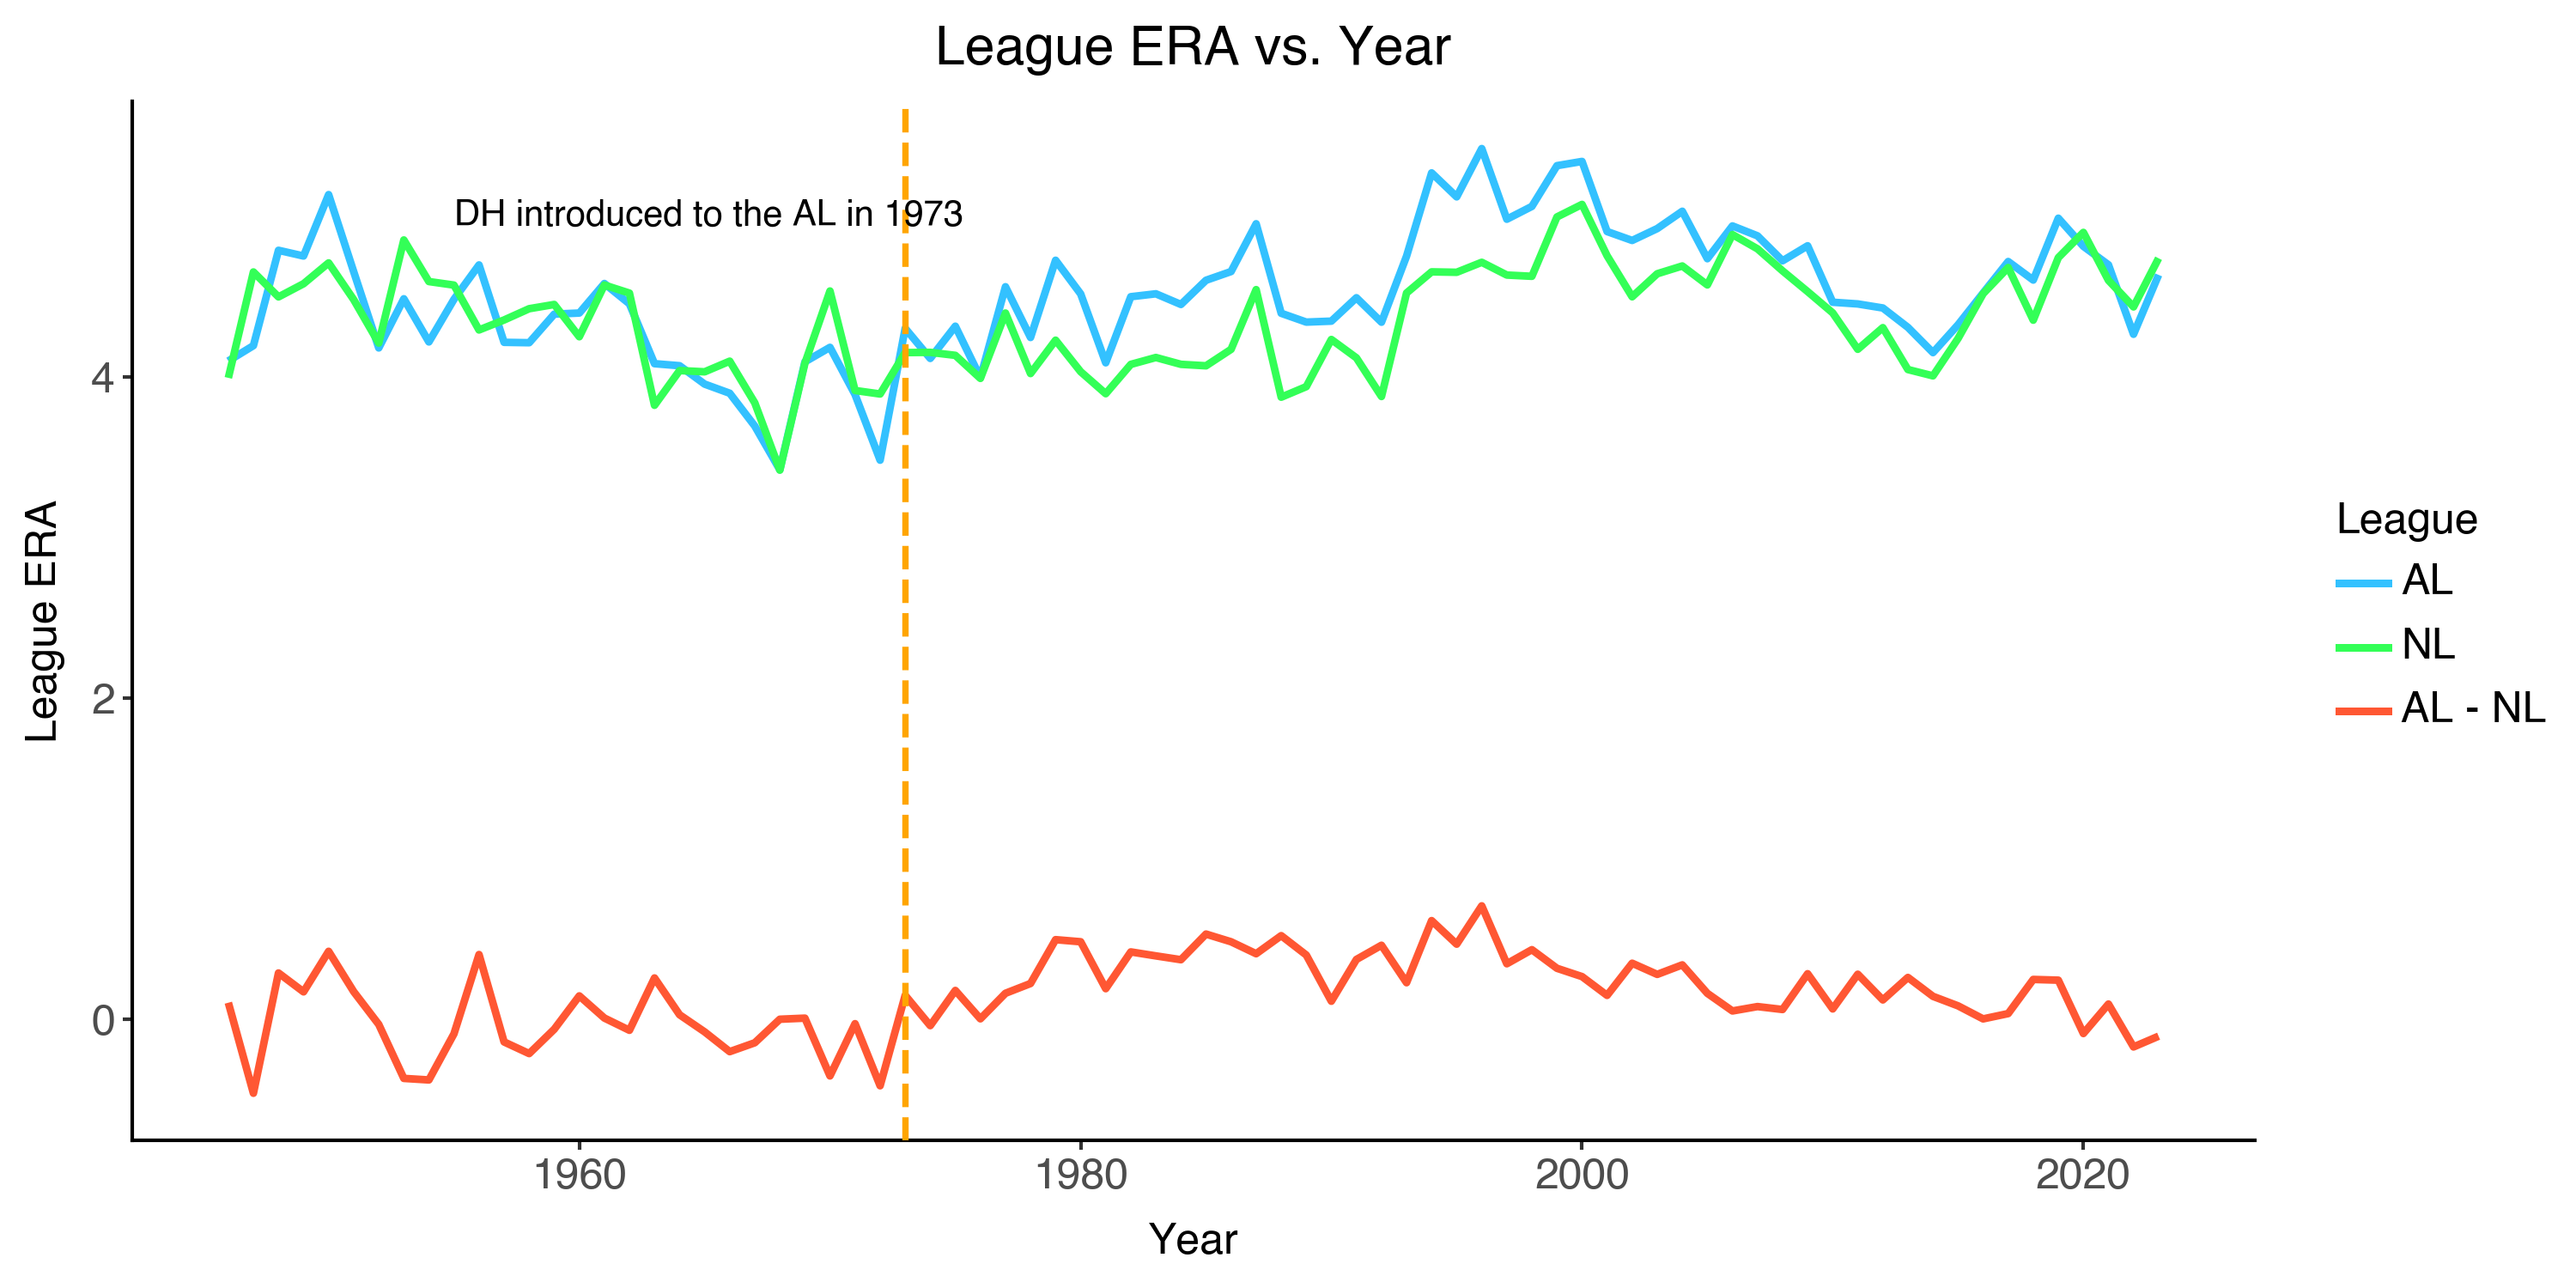 League ERA vs. Year
DH introduced to the AL in 1973
League ERA
4
2
0
1960
1980
2000
2020
Year
League
AL
NL
AL - NL